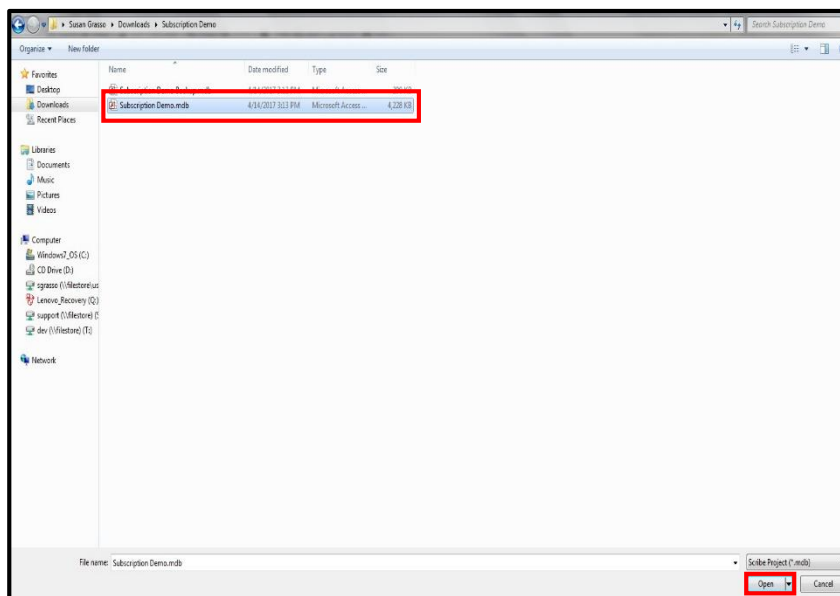 Susan Grasso ▸ Downloads ▸ Subscription Demo
Search Subscription Demo
Organize
New folder
Name
Date modified
Type
Size
Favorites
Desktop
Downloads
Recent Places
Subscription Demo.mdb
4/14/2017 3:13 PM
Microsoft Access ...
4,228 KB
Libraries
Documents
Music
Pictures
Videos
Computer
Windows7_OS (C:)
CD Drive (D:)
sgrasso (\\filestore\us
Lenovo_Recovery (Q:)
support (\\filestore) (
dev (\\filestore) (T:)
Network
File name: Subscription Demo.mdb
Scribe Project (*.mdb)
Open
Cancel